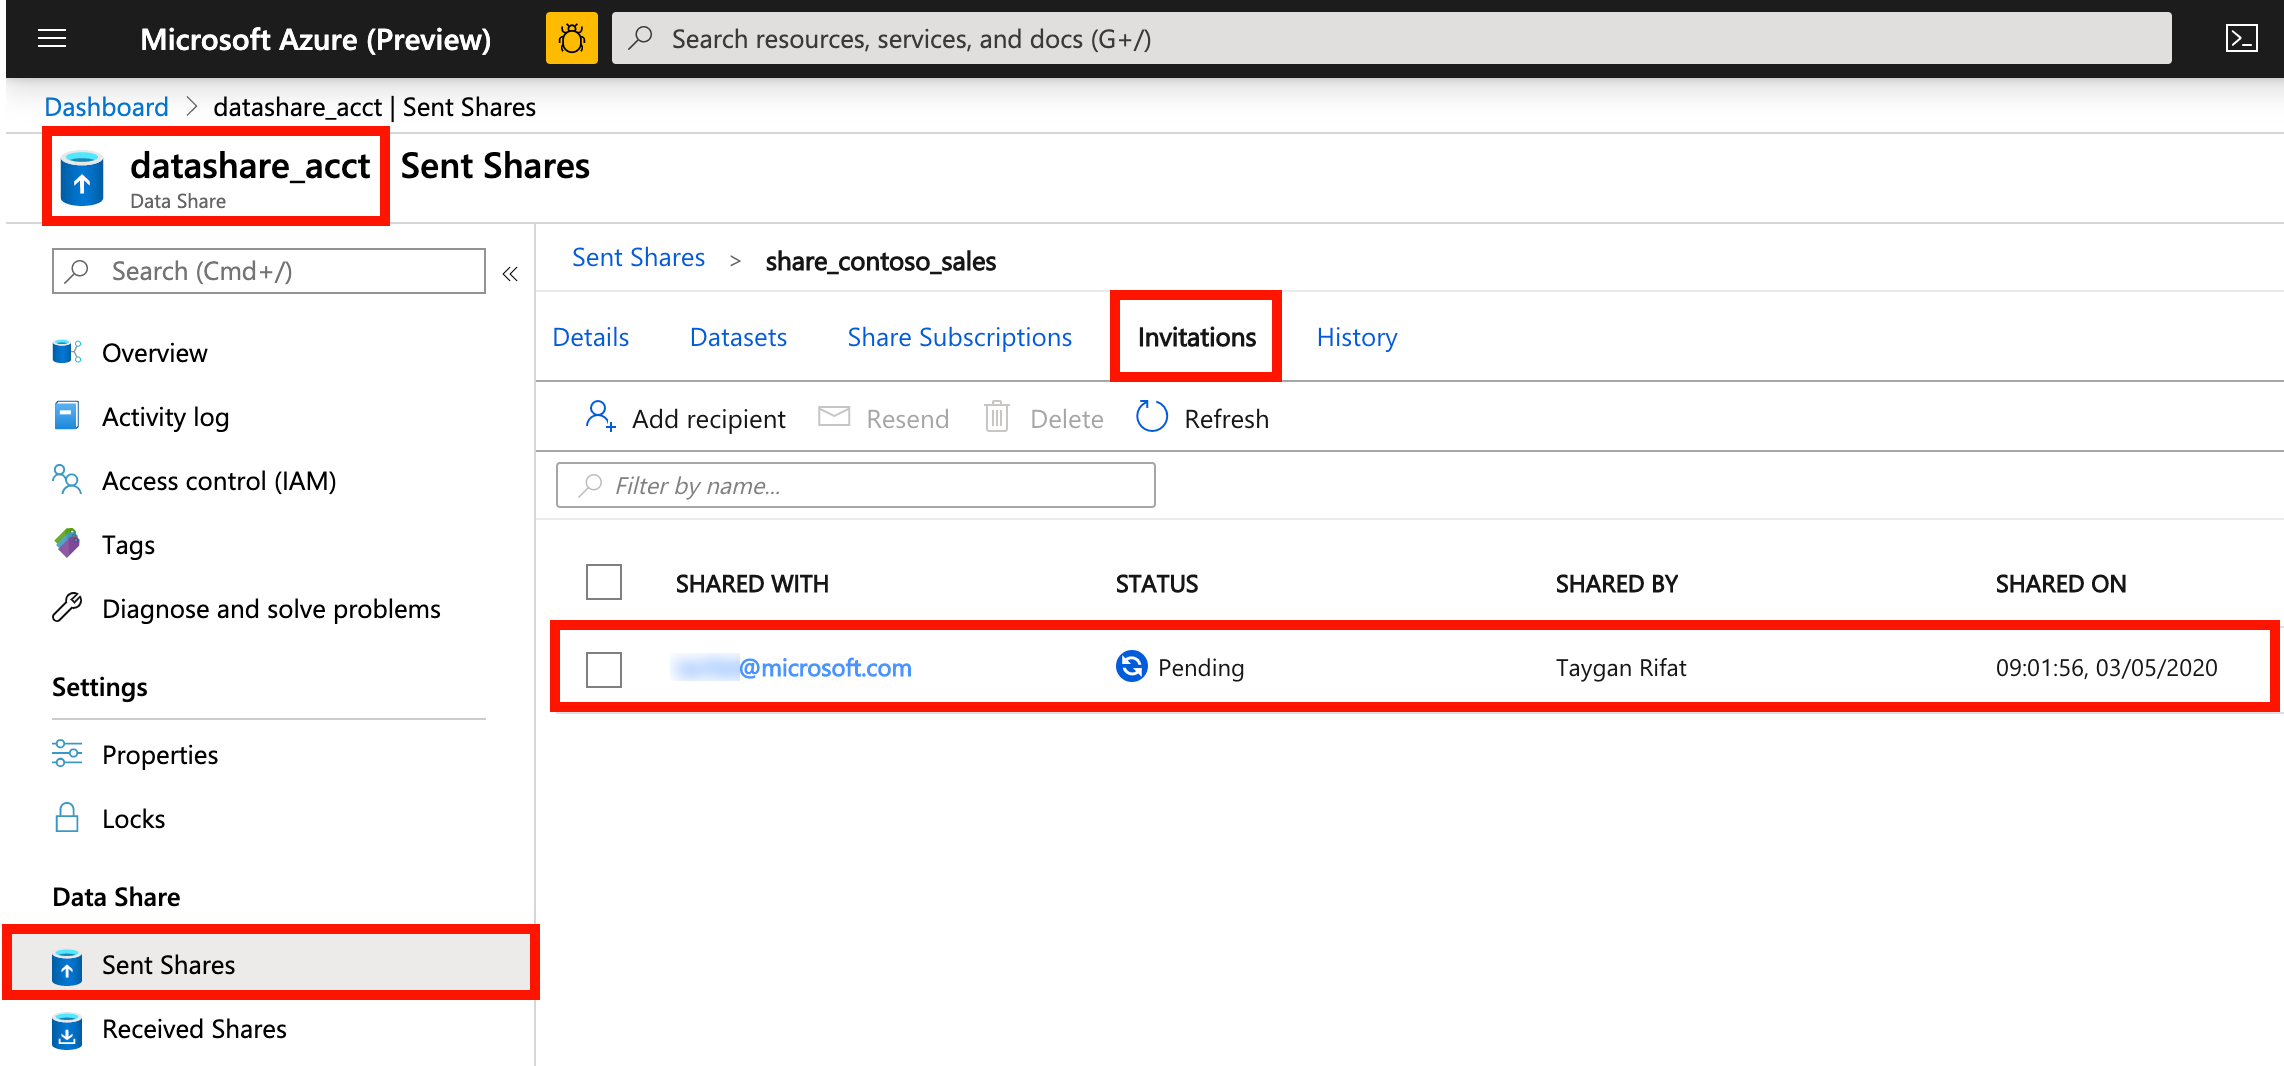 Microsoft Azure (Preview)
Search resources, services, and docs (G+/)
Dashboard > datashare_acct | Sent Shares
datashare_acct Sent Shares
Data Share
Search (Cmd+/)
«
Overview
Activity log
Access control (IAM)
Tags
Diagnose and solve problems
Settings
Properties
Locks
Data Share
Sent Shares
Received Shares
Sent Shares > share_contoso_sales
Details Datasets Share Subscriptions Invitations History
Add recipient Resend Delete Refresh
Filter by name...
SHARED WITH STATUS SHARED BY SHARED ON
@microsoft.com Pending Taygan Rifat 09:01:56, 03/05/2020